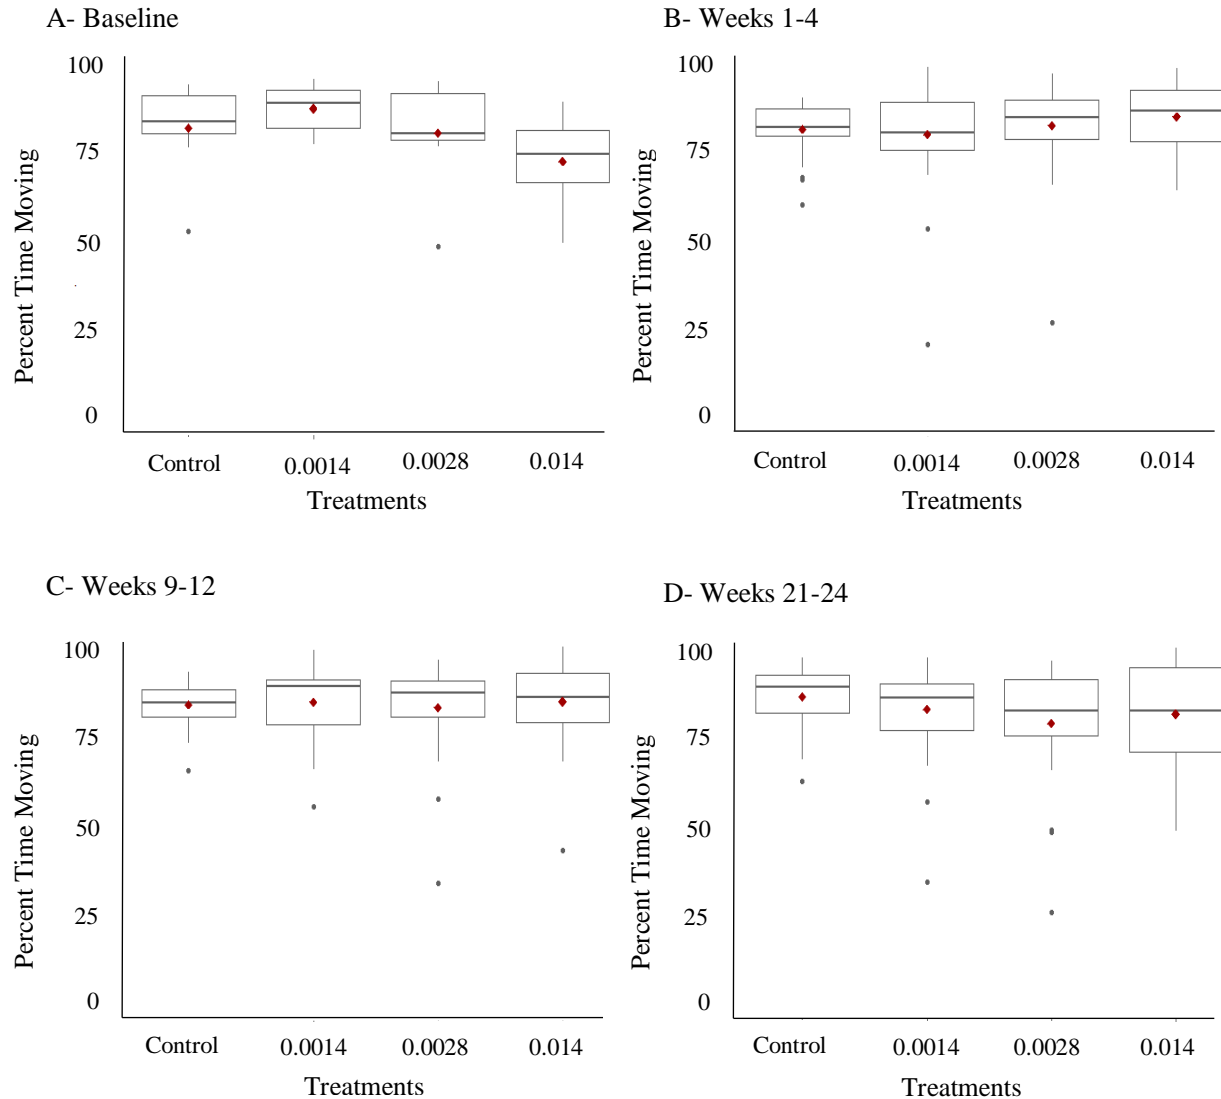 A- Baseline
Percent Time Moving
100
75
50
25
0
Control 0.0014 0.0028 0.014
Treatments
B- Weeks 1-4
Percent Time Moving
100
75
50
25
0
Control 0.0014 0.0028 0.014
Treatments
C- Weeks 9-12
Percent Time Moving
100
75
50
25
0
Control 0.0014 0.0028 0.014
Treatments
D- Weeks 21-24
Percent Time Moving
100
75
50
25
0
Control 0.0014 0.0028 0.014
Treatments